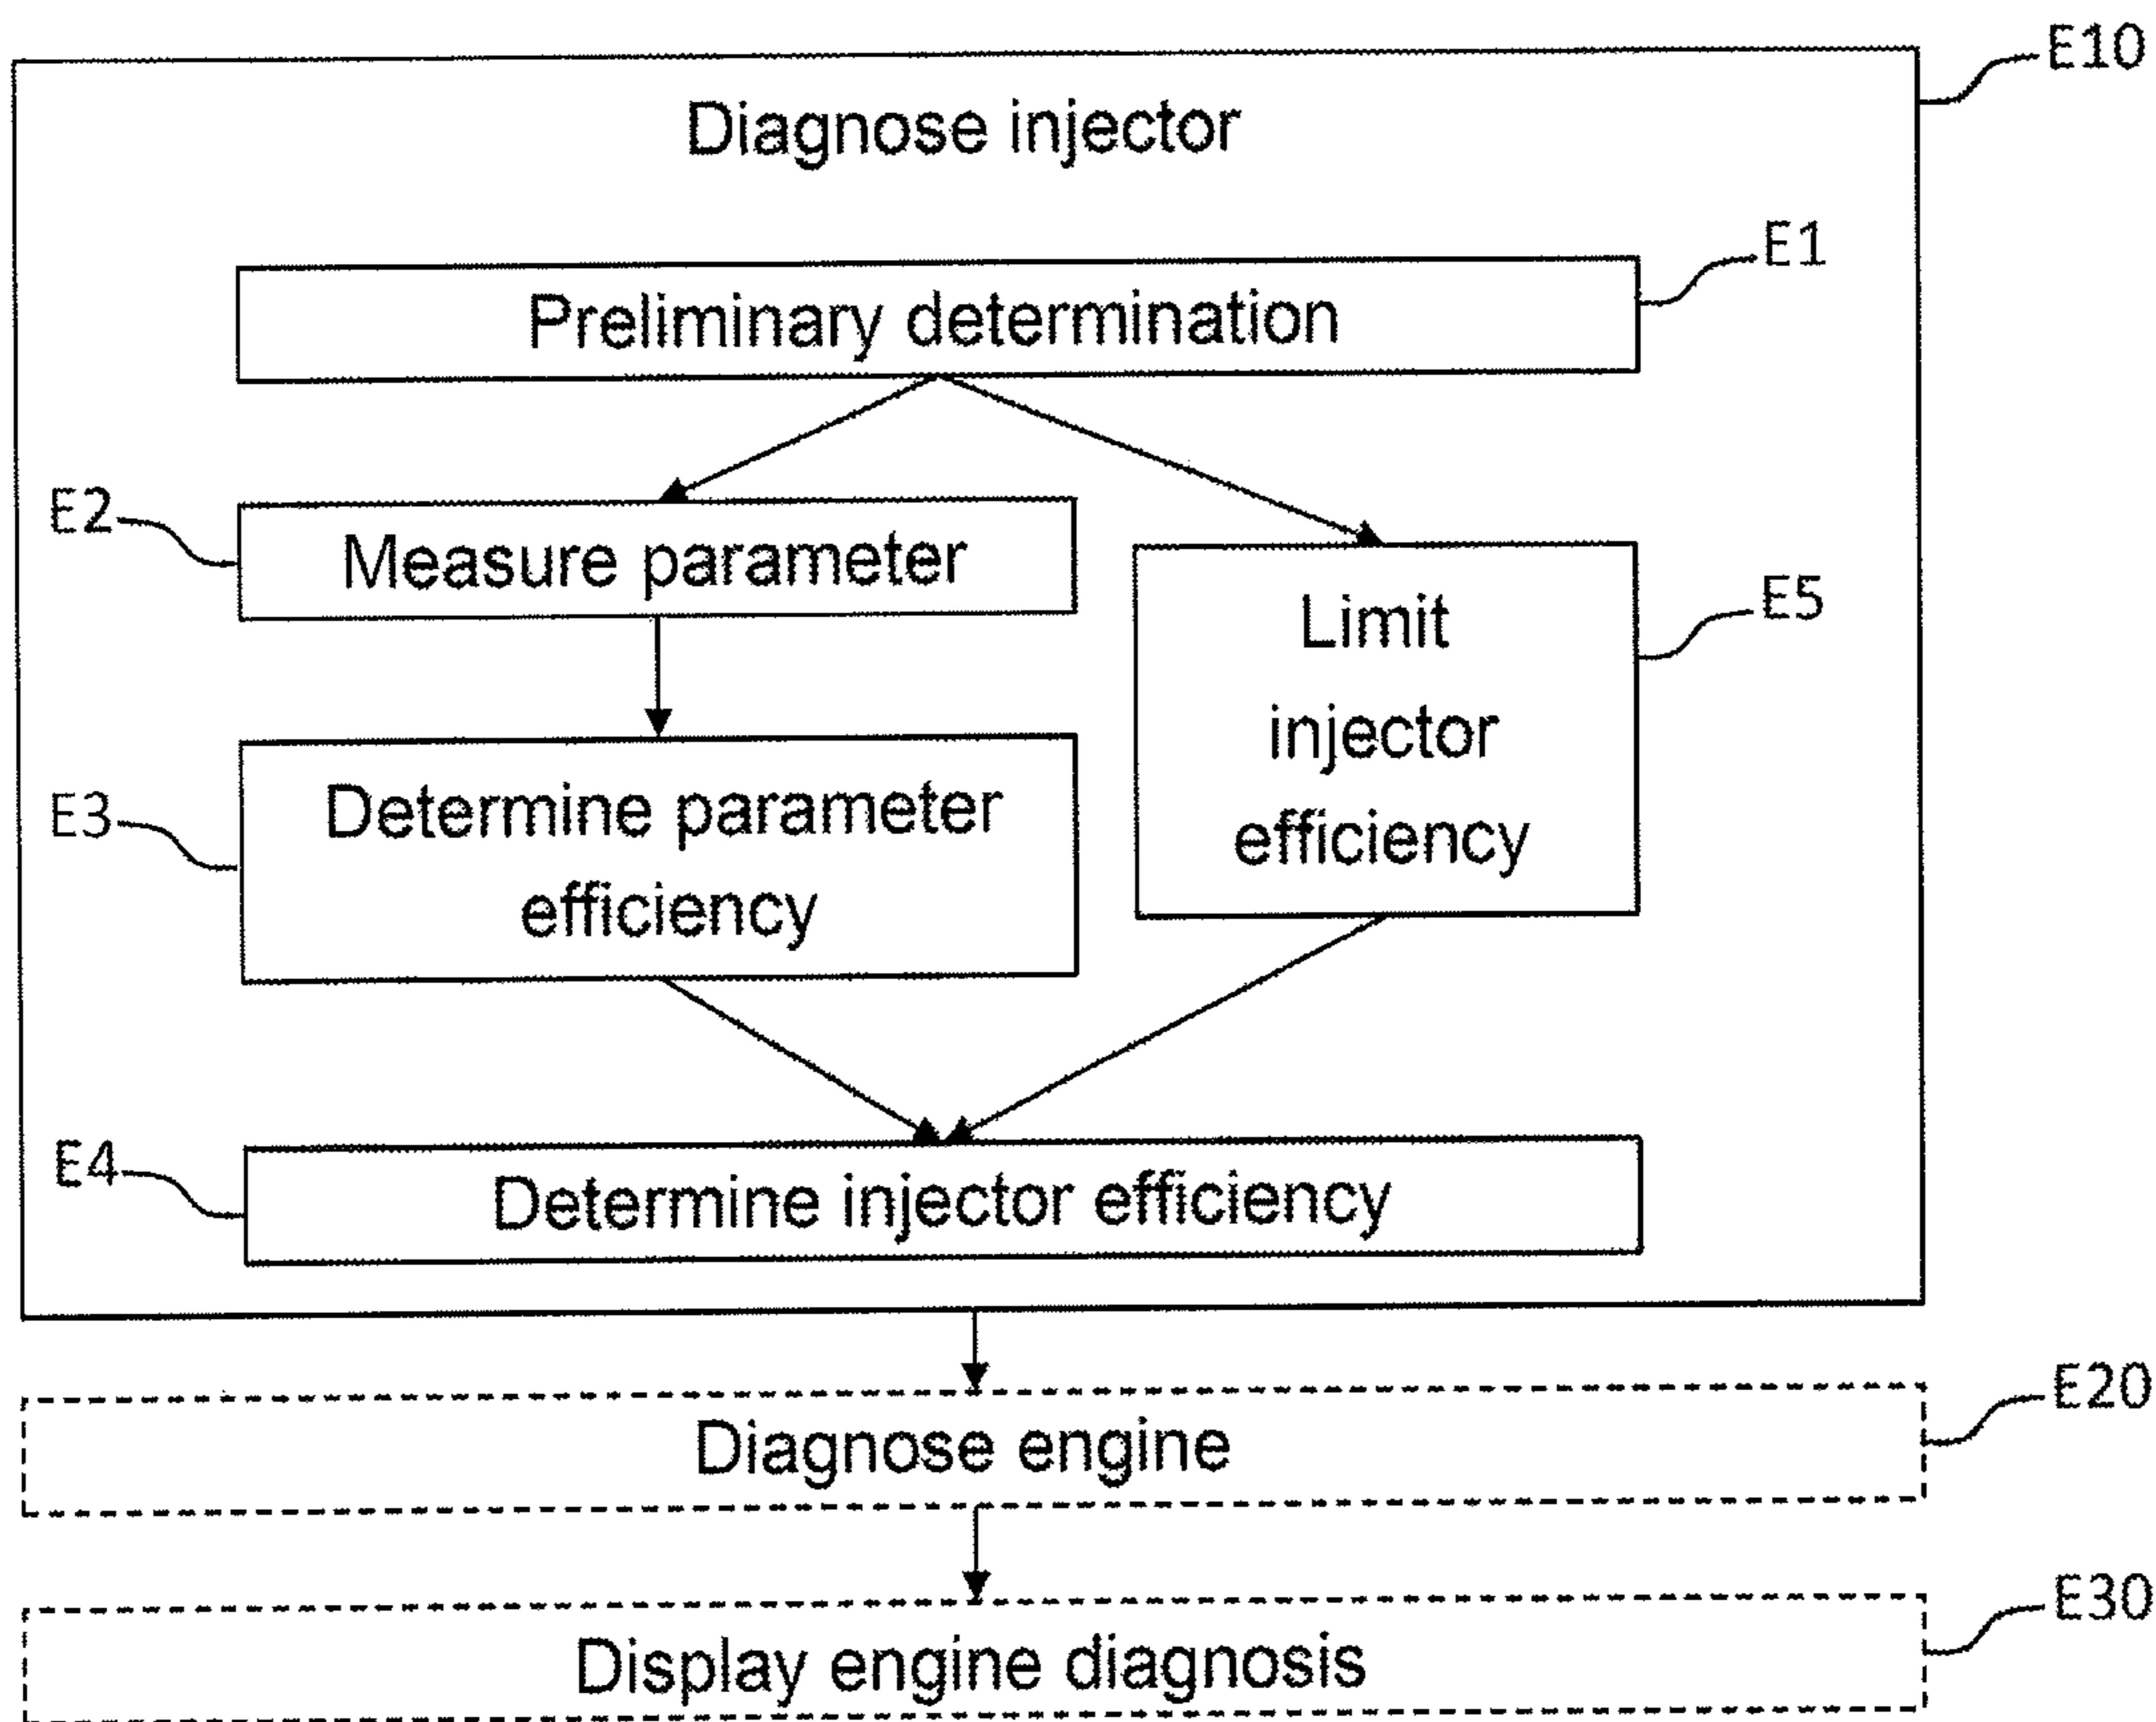 E10
Diagnose injector
E1
Preliminary determination
E2
Measure parameter
E5
Limit
injector
efficiency
E3
Determine parameter
efficiency
E4
Determine injector efficiency
E20
Diagnose engine
E30
Display engine diagnosis